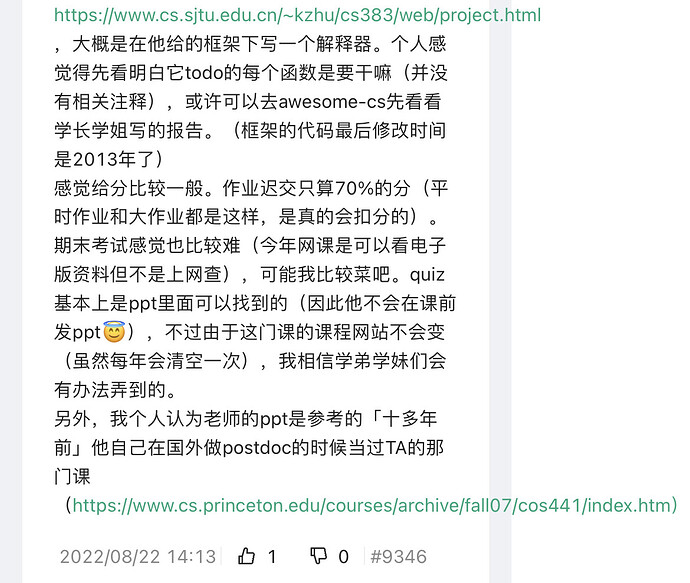 https://www.cs.sjtu.edu.cn/~kzhu/cs383/web/project.html
，大概是在他给的框架下写一个解释器。个人感
觉得先看明白它todo的每个函数是要干嘛（并没
有相关注释），或许可以去awesome-cs先看看
学长学姐写的报告。（框架的代码最后修改时间
是2013年了）
感觉给分比较一般。作业迟交只算70%的分（平
时作业和大作业都是这样，是真的会扣分的）。
期末考试感觉也比较难（今年网课是可以看电子
版资料但不是上网查），可能我比较菜吧。quiz
基本上是ppt里面可以找到的（因此他不会在课前
发ppt😇），不过由于这门课的课程网站不会变
（虽然每年会清空一次），我相信学弟学妹们会
有办法弄到的。
另外，我个人认为老师的ppt是参考的「十多年
前」他自己在国外做postdoc的时候当过TA的那
门课
（https://www.cs.princeton.edu/courses/archive/fall07/cos441/index.htm）
2022/08/22 14:13 1 0 #9346